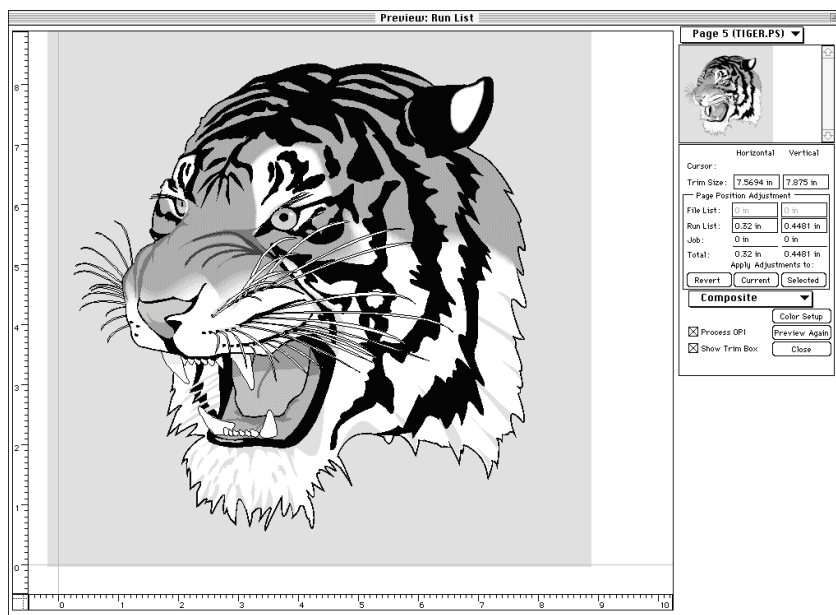 Preview: Run List
Page 5 (TIGER.PS)
Horizontal Vertical
Cursor:
Trim Size: 7.5694 in 7.875 in
Page Position Adjustment
File List: 0 in 0 in
Run List: 0.32 in 0.4481 in
Job: 0 in 0 in
Total: 0.32 in 0.4481 in
Apply Adjustments to:
Revert Current Selected
Composite
Color Setup
Process OPI Preview Again
Show Trim Box Close
8
7
6
5
4
3
2
1
0
0 1 2 3 4 5 6 7 8 9 10